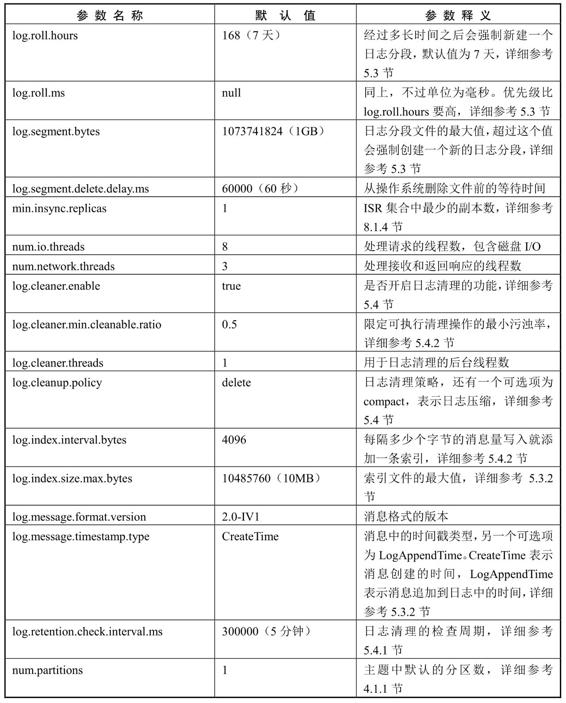 参数名称 默认值 参数释义
log.roll.hours 168（7天） 经过多长时间之后会强制新建一个
日志分段，默认值为 7 天，详细参考
5.3 节
log.roll.ms null 同上，不过单位为毫秒。优先级比
log.roll.hours 要高，详细参考 5.3 节
log.segment.bytes 1073741824（1GB） 日志分段文件的最大值，超过这个值
会强制创建一个新的日志分段，详细
参考 5.3 节
log.segment.delete.delay.ms 60000（60 秒） 从操作系统删除文件前的等待时间
min.insync.replicas 1 ISR 集合中最少的副本数，详细参考
8.1.4 节
num.io.threads 8 处理请求的线程数，包含磁盘 I/O
num.network.threads 3 处理接收和返回响应的线程数
log.cleaner.enable true 是否开启日志清理的功能，详细参考
5.4 节
log.cleaner.min.cleanable.ratio 0.5 限定可执行清理操作的最小污浊率，
详细参考 5.4.2 节
log.cleaner.threads 1 用于日志清理的后台线程数
log.cleanup.policy delete 日志清理策略，还有一个可选项为
compact，表示日志压缩，详细参考
5.4 节
log.index.interval.bytes 4096 每隔多少个字节的消息量写入就添
加一条索引，详细参考 5.4.2 节
log.index.size.max.bytes 10485760（10MB） 索引文件的最大值，详细参考 5.3.2
节
log.message.format.version 2.0-IV1 消息格式的版本
log.message.timestamp.type CreateTime 消息中的时间戳类型，另一个可选项
为 LogAppendTime。CreateTime 表示
消息创建的时间，LogAppendTime
表示消息追加到日志中的时间，详细
参考 5.3.2 节
log.retention.check.interval.ms 300000（5 分钟） 日志清理的检查周期，详细参考
5.4.1 节
num.partitions 1 主题中默认的分区数，详细参考
4.1.1 节